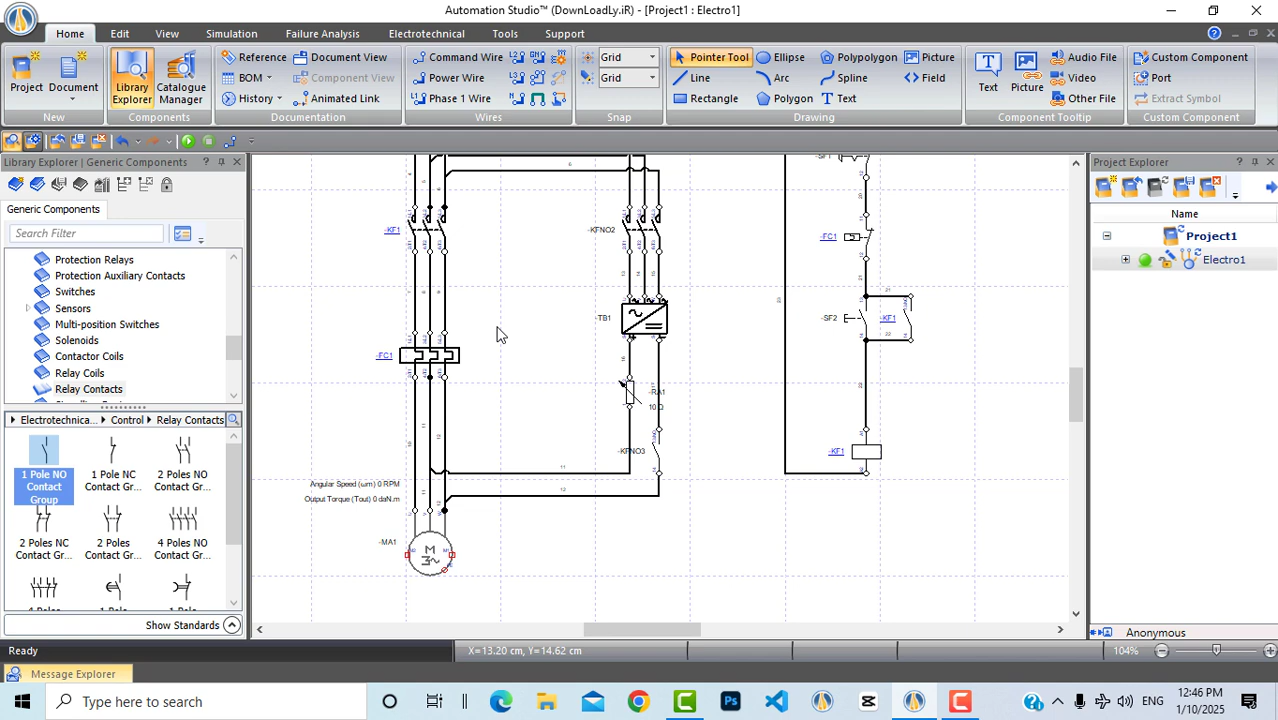 Automation Studio™ (DownLoadLy.iR) - [Project1 : Electro1]
Home Edit View Simulation Failure Analysis Electrotechnical Tools Support
Project Document
New
Library Explorer Catalogue Manager
Components
Reference Document View
BOM Component View
History Animated Link
Documentation
Command Wire
Power Wire
Phase 1 Wire
Wires
Grid
Grid
Snap
Pointer Tool Ellipse Polypolygon Picture
Line Arc Spline Field
Rectangle Polygon Text
Drawing
Text Picture
Audio File
Video
Other File
Component Tooltip
Custom Component
Port
Extract Symbol
Custom Component
Library Explorer | Generic Components
Generic Components
Search Filter
Protection Relays
Protection Auxiliary Contacts
Switches
Sensors
Multi-position Switches
Solenoids
Contactor Coils
Relay Coils
Relay Contacts
Electrotechnica... Control Relay Contacts
1 Pole NO Contact Group
1 Pole NC Contact Gr...
2 Poles NO Contact Gr...
2 Poles NC Contact Gr...
2 Poles Contact Gr...
4 Poles NO Contact Gr...
Show Standards
-KF1
-KFNO2
-TB1
-FC1
-RA1
10 Ω
-KFNO3
Angular Speed (ωm) 0 RPM
Output Torque (Tout) 0 daN.m
-MA1
M
3
-SF1
-FC1
-SF2
-KF1
-KF1
Project Explorer
Name
Project1
Electro1
Anonymous
Ready
X=13.20 cm, Y=14.62 cm
104%
Message Explorer
Type here to search
Ps
ENG
12:46 PM
1/10/2025